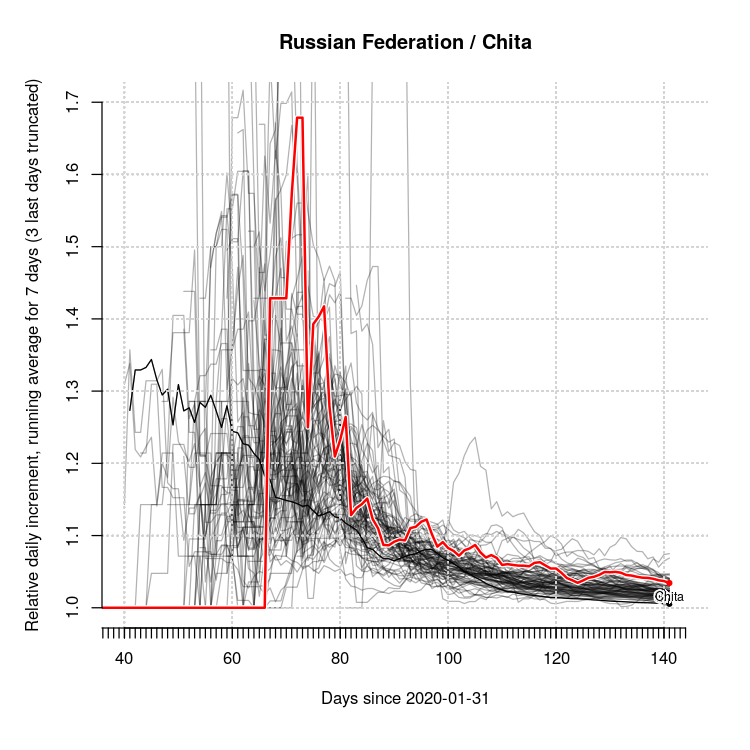 Russian Federation / Chita
Relative daily increment, running average for 7 days (3 last days truncated)
1.7
1.6
1.5
1.4
1.3
1.2
1.1
1.0
Chita
40 60 80 100 120 140
Days since 2020-01-31